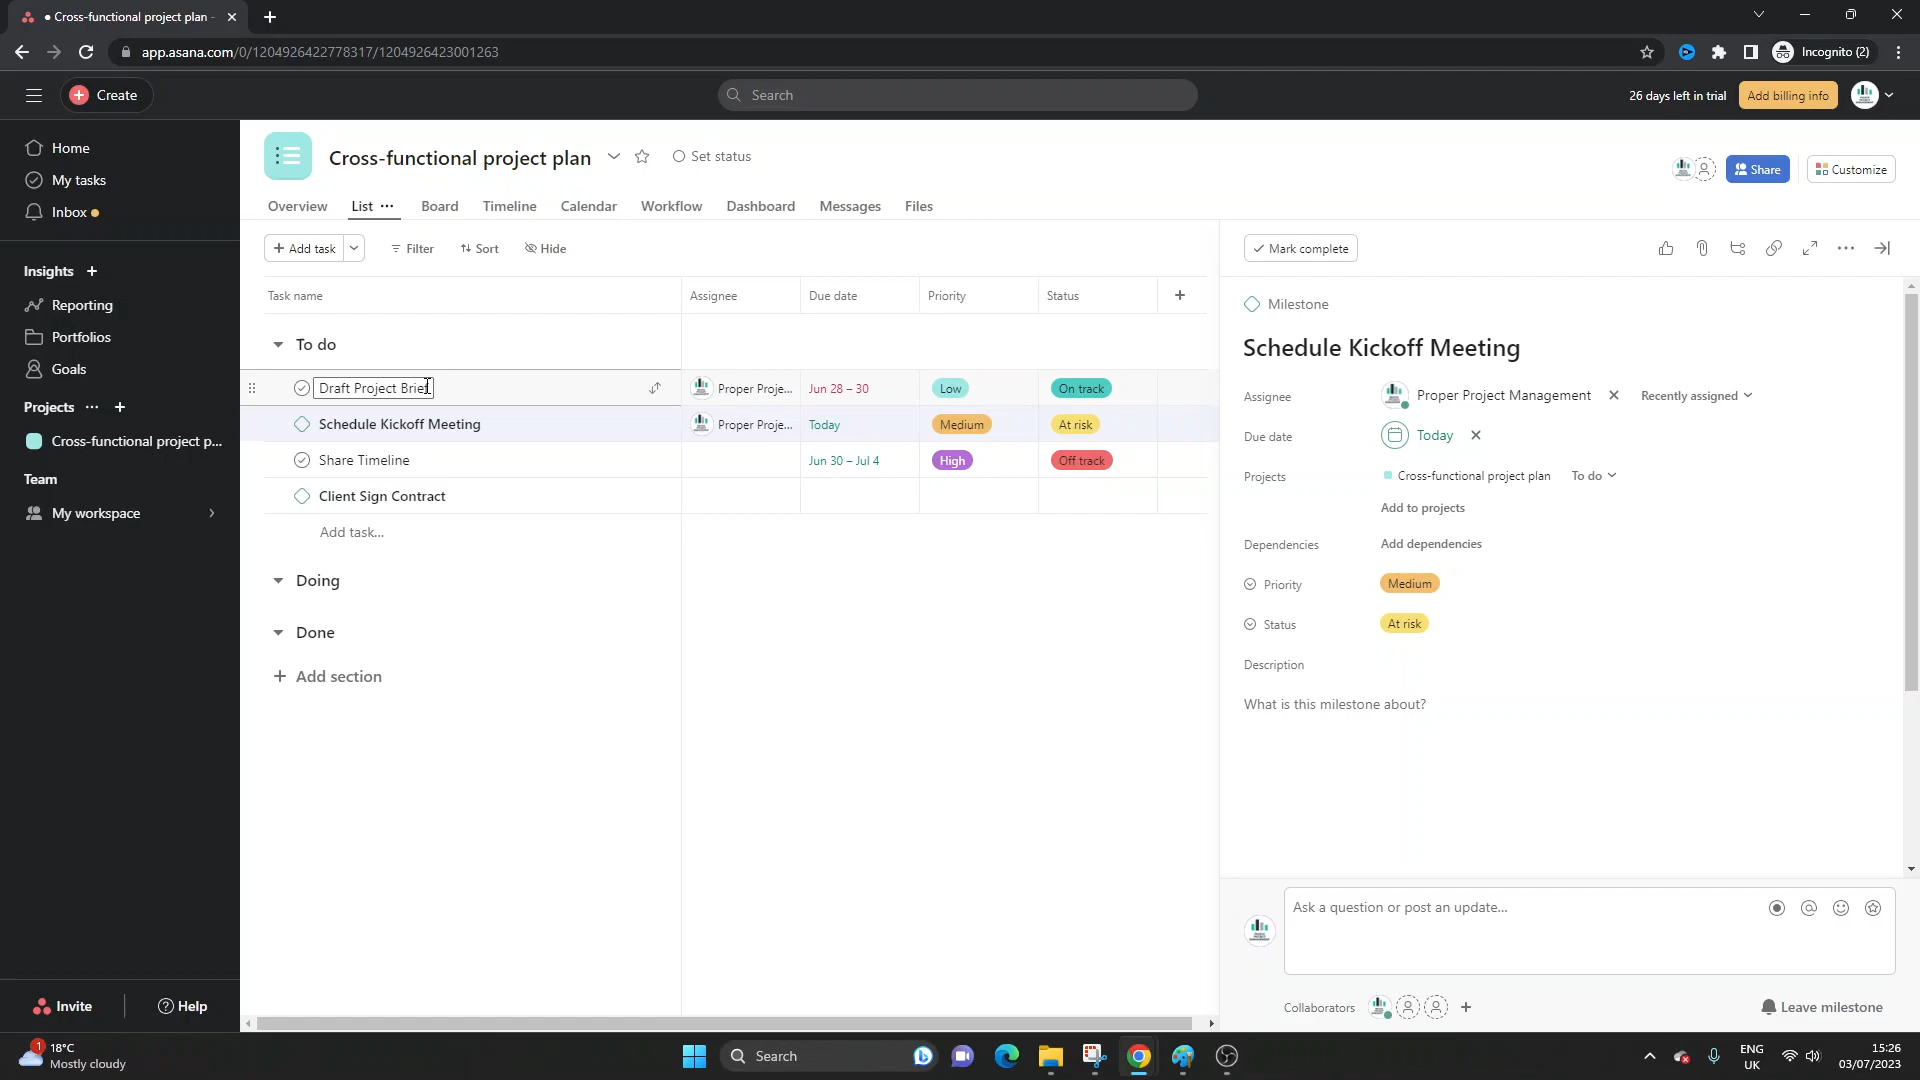 Cross-functional project plan -
app.asana.com/0/1204926422778317/1204926423001263
Incognito (2)
Create
Search
26 days left in trial
Add billing info
Home
My tasks
Inbox
Insights
Reporting
Portfolios
Goals
Projects
Cross-functional project p...
Team
My workspace
Invite
Help
Cross-functional project plan
Set status
Share
Customize
Overview
List
Board
Timeline
Calendar
Workflow
Dashboard
Messages
Files
+ Add task
Filter
Sort
Hide
Task name
Assignee
Due date
Priority
Status
To do
Draft Project Brief
Proper Proje...
Jun 28 – 30
Low
On track
Schedule Kickoff Meeting
Proper Proje...
Today
Medium
At risk
Share Timeline
Jun 30 – Jul 4
High
Off track
Client Sign Contract
Add task...
Doing
Done
+ Add section
Mark complete
Milestone
Schedule Kickoff Meeting
Assignee
Proper Project Management
Recently assigned
Due date
Today
Projects
Cross-functional project plan
To do
Add to projects
Dependencies
Add dependencies
Priority
Medium
Status
At risk
Description
What is this milestone about?
Ask a question or post an update...
Collaborators
Leave milestone
1
18°C
Mostly cloudy
Search
ENG
UK
15:26
03/07/2023